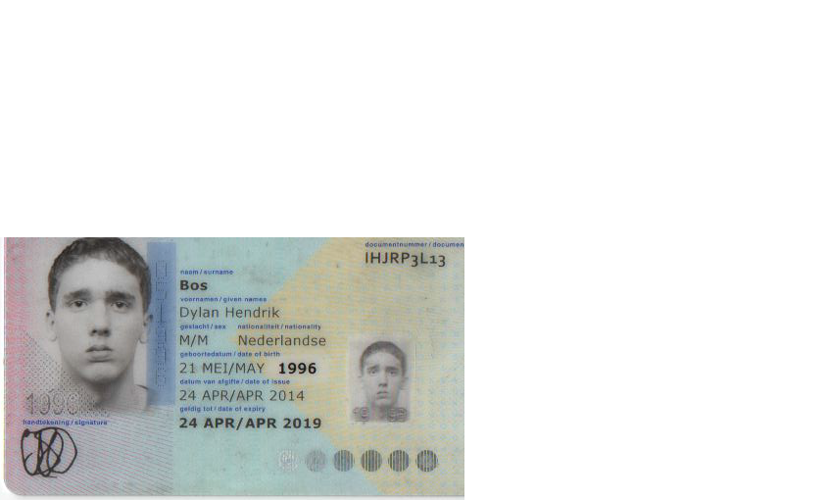 documentnummer / documen
IHJRP3L13
naam / surname
Bos
voornamen / given names
Dylan Hendrik
geslacht / sex nationaliteit / nationality
M/M Nederlandse
geboortedatum / date of birth
21 MEI/MAY 1996
datum van afgifte / date of issue
24 APR/APR 2014
geldig tot / date of expiry
24 APR/APR 2019
handtekening / signature